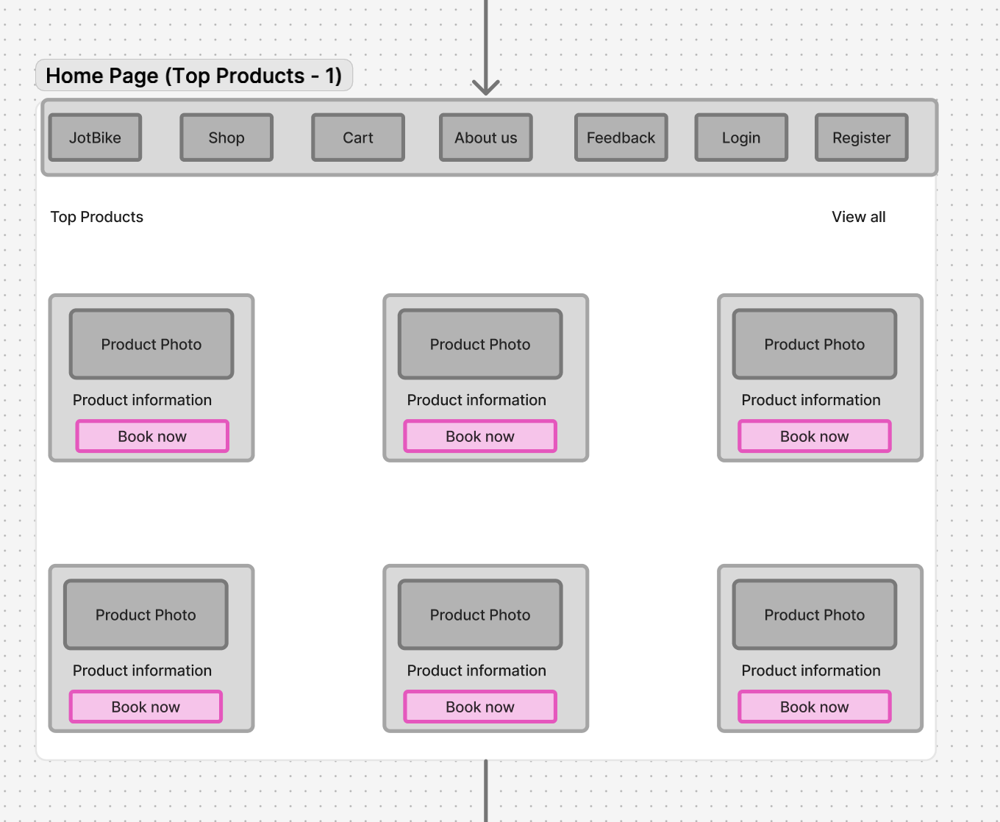 Home Page (Top Products - 1)
JotBike Shop Cart About us Feedback Login Register
Top Products View all
Product Photo Product Photo Product Photo
Product information Product information Product information
Book now Book now Book now
Product Photo Product Photo Product Photo
Product information Product information Product information
Book now Book now Book now